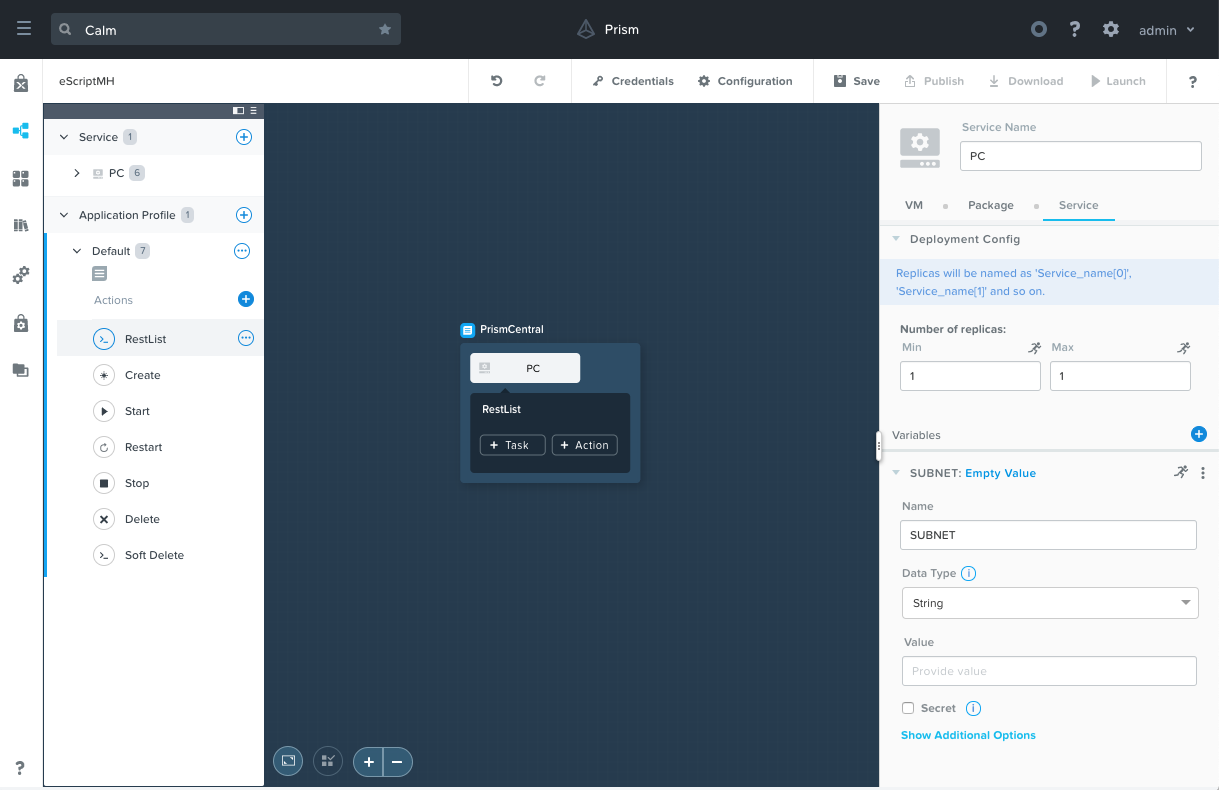 Calm
Prism
?
admin
eScriptMH
Credentials
Configuration
Save
Publish
Download
Launch
?
Service 1
PC 6
Application Profile 1
Default 7
Actions
RestList
Create
Start
Restart
Stop
Delete
Soft Delete
?
PrismCentral
PC
RestList
+ Task
+ Action
Service Name
PC
VM
Package
Service
Deployment Config
Replicas will be named as 'Service_name[0]',
'Service_name[1]' and so on.
Number of replicas:
Min
Max
1
1
Variables
SUBNET: Empty Value
Name
SUBNET
Data Type i
String
Value
Provide value
Secret i
Show Additional Options